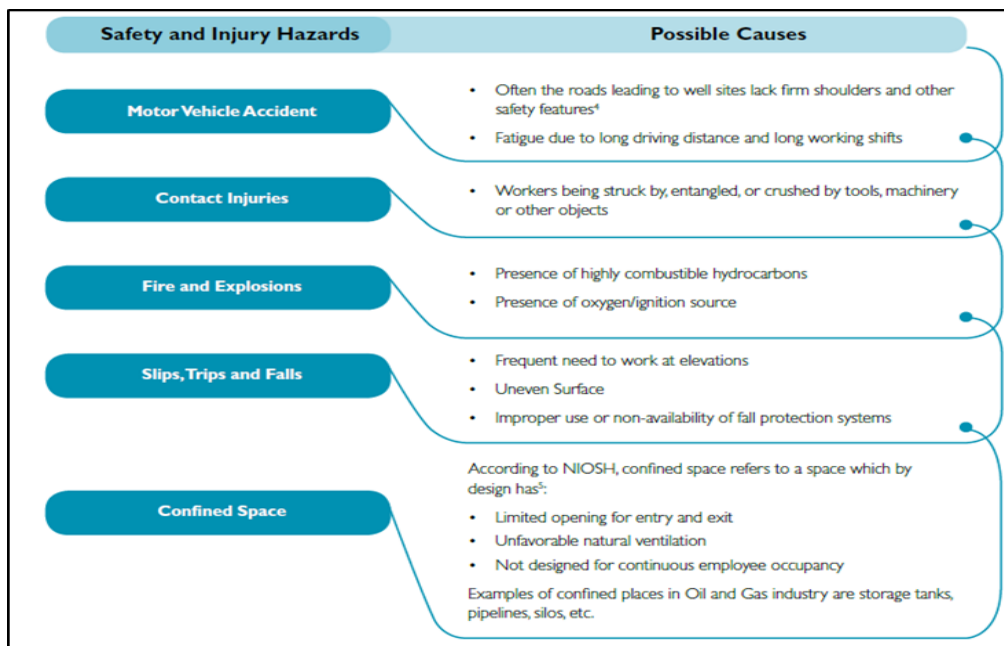 Safety and Injury Hazards
Possible Causes
Motor Vehicle Accident
• Often the roads leading to well sites lack firm shoulders and other
safety features⁴
• Fatigue due to long driving distance and long working shifts
Contact Injuries
• Workers being struck by, entangled, or crushed by tools, machinery
or other objects
Fire and Explosions
• Presence of highly combustible hydrocarbons
• Presence of oxygen/ignition source
Slips, Trips and Falls
• Frequent need to work at elevations
• Uneven Surface
• Improper use or non-availability of fall protection systems
Confined Space
According to NIOSH, confined space refers to a space which by
design has⁵:
• Limited opening for entry and exit
• Unfavorable natural ventilation
• Not designed for continuous employee occupancy
Examples of confined places in Oil and Gas industry are storage tanks,
pipelines, silos, etc.